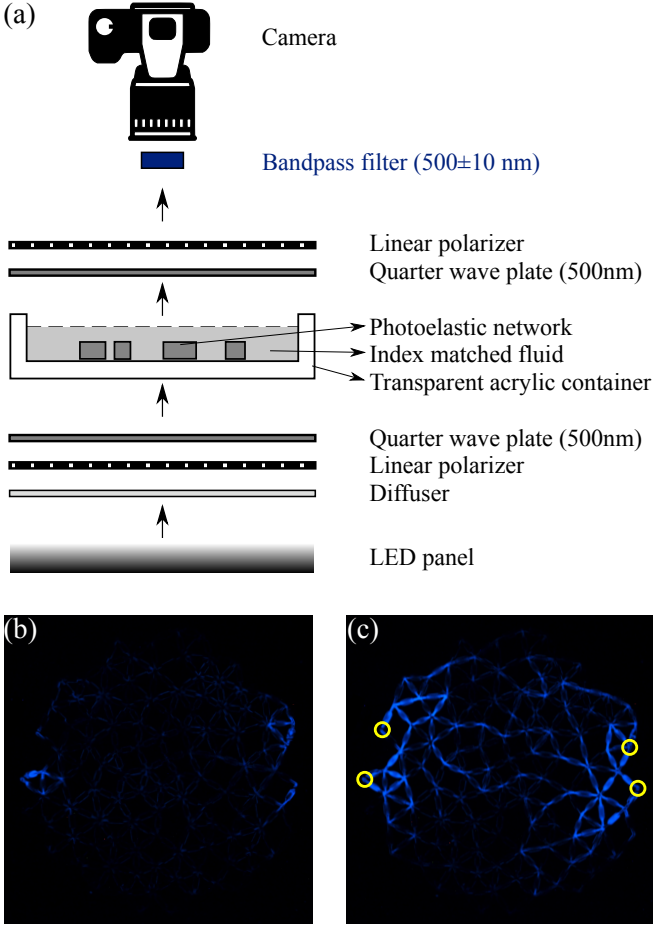 (a)
Camera
Bandpass filter (500±10 nm)
Linear polarizer
Quarter wave plate (500nm)
Photoelastic network
Index matched fluid
Transparent acrylic container
Quarter wave plate (500nm)
Linear polarizer
Diffuser
LED panel
(b)
(c)